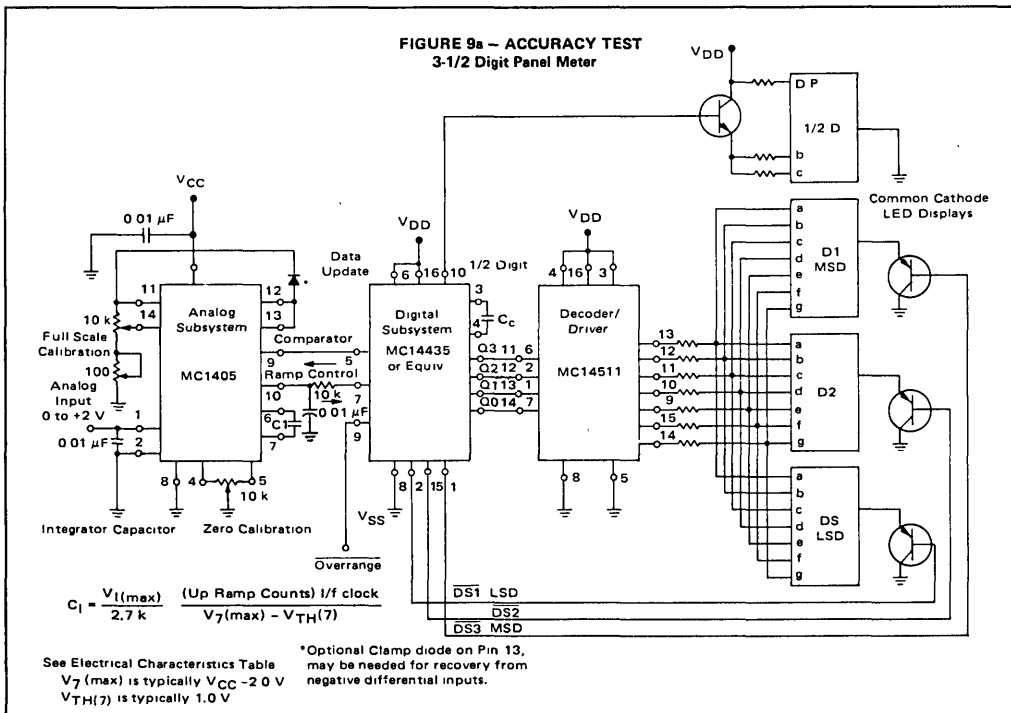 FIGURE 9a – ACCURACY TEST
3-1/2 Digit Panel Meter
VDD
D P
1/2 D
b
c
Common Cathode
LED Displays
VCC
0 01 µF
11
14
10 k
Full Scale
Calibration
100
Analog
Input
0 to +2 V
0 01 µF
1
2
Analog
Subsystem
MC1405
12
13
9
10
6
C1
7
8
4
5
10 k
Integrator Capacitor
Zero Calibration
Comparator
Ramp Control
10 k
0 01 µF
Data
Update
VDD
6
16
10
1/2 Digit
Digital
Subsystem
MC14435
or Equiv
5
7
9
3
4
Cc
Q3 11 6
Q2 12 2
Q1 13 1
Q0 14 7
8
2
15
1
VSS
Overrange
VDD
4
16
3
Decoder/
Driver
MC14511
13
12
11
10
9
15
14
8
5
a
b
c
d
e
f
g
D1
MSD
a
b
c
d
e
f
g
D2
a
b
c
d
e
f
g
DS
LSD
DS1 LSD
DS2
DS3 MSD
CI = VI(max) / 2.7 k (Up Ramp Counts) I/f clock / V7(max) – VTH(7)
See Electrical Characteristics Table
V7 (max) is typically VCC -2 0 V
VTH(7) is typically 1.0 V
*Optional Clamp diode on Pin 13,
may be needed for recovery from
negative differential inputs.